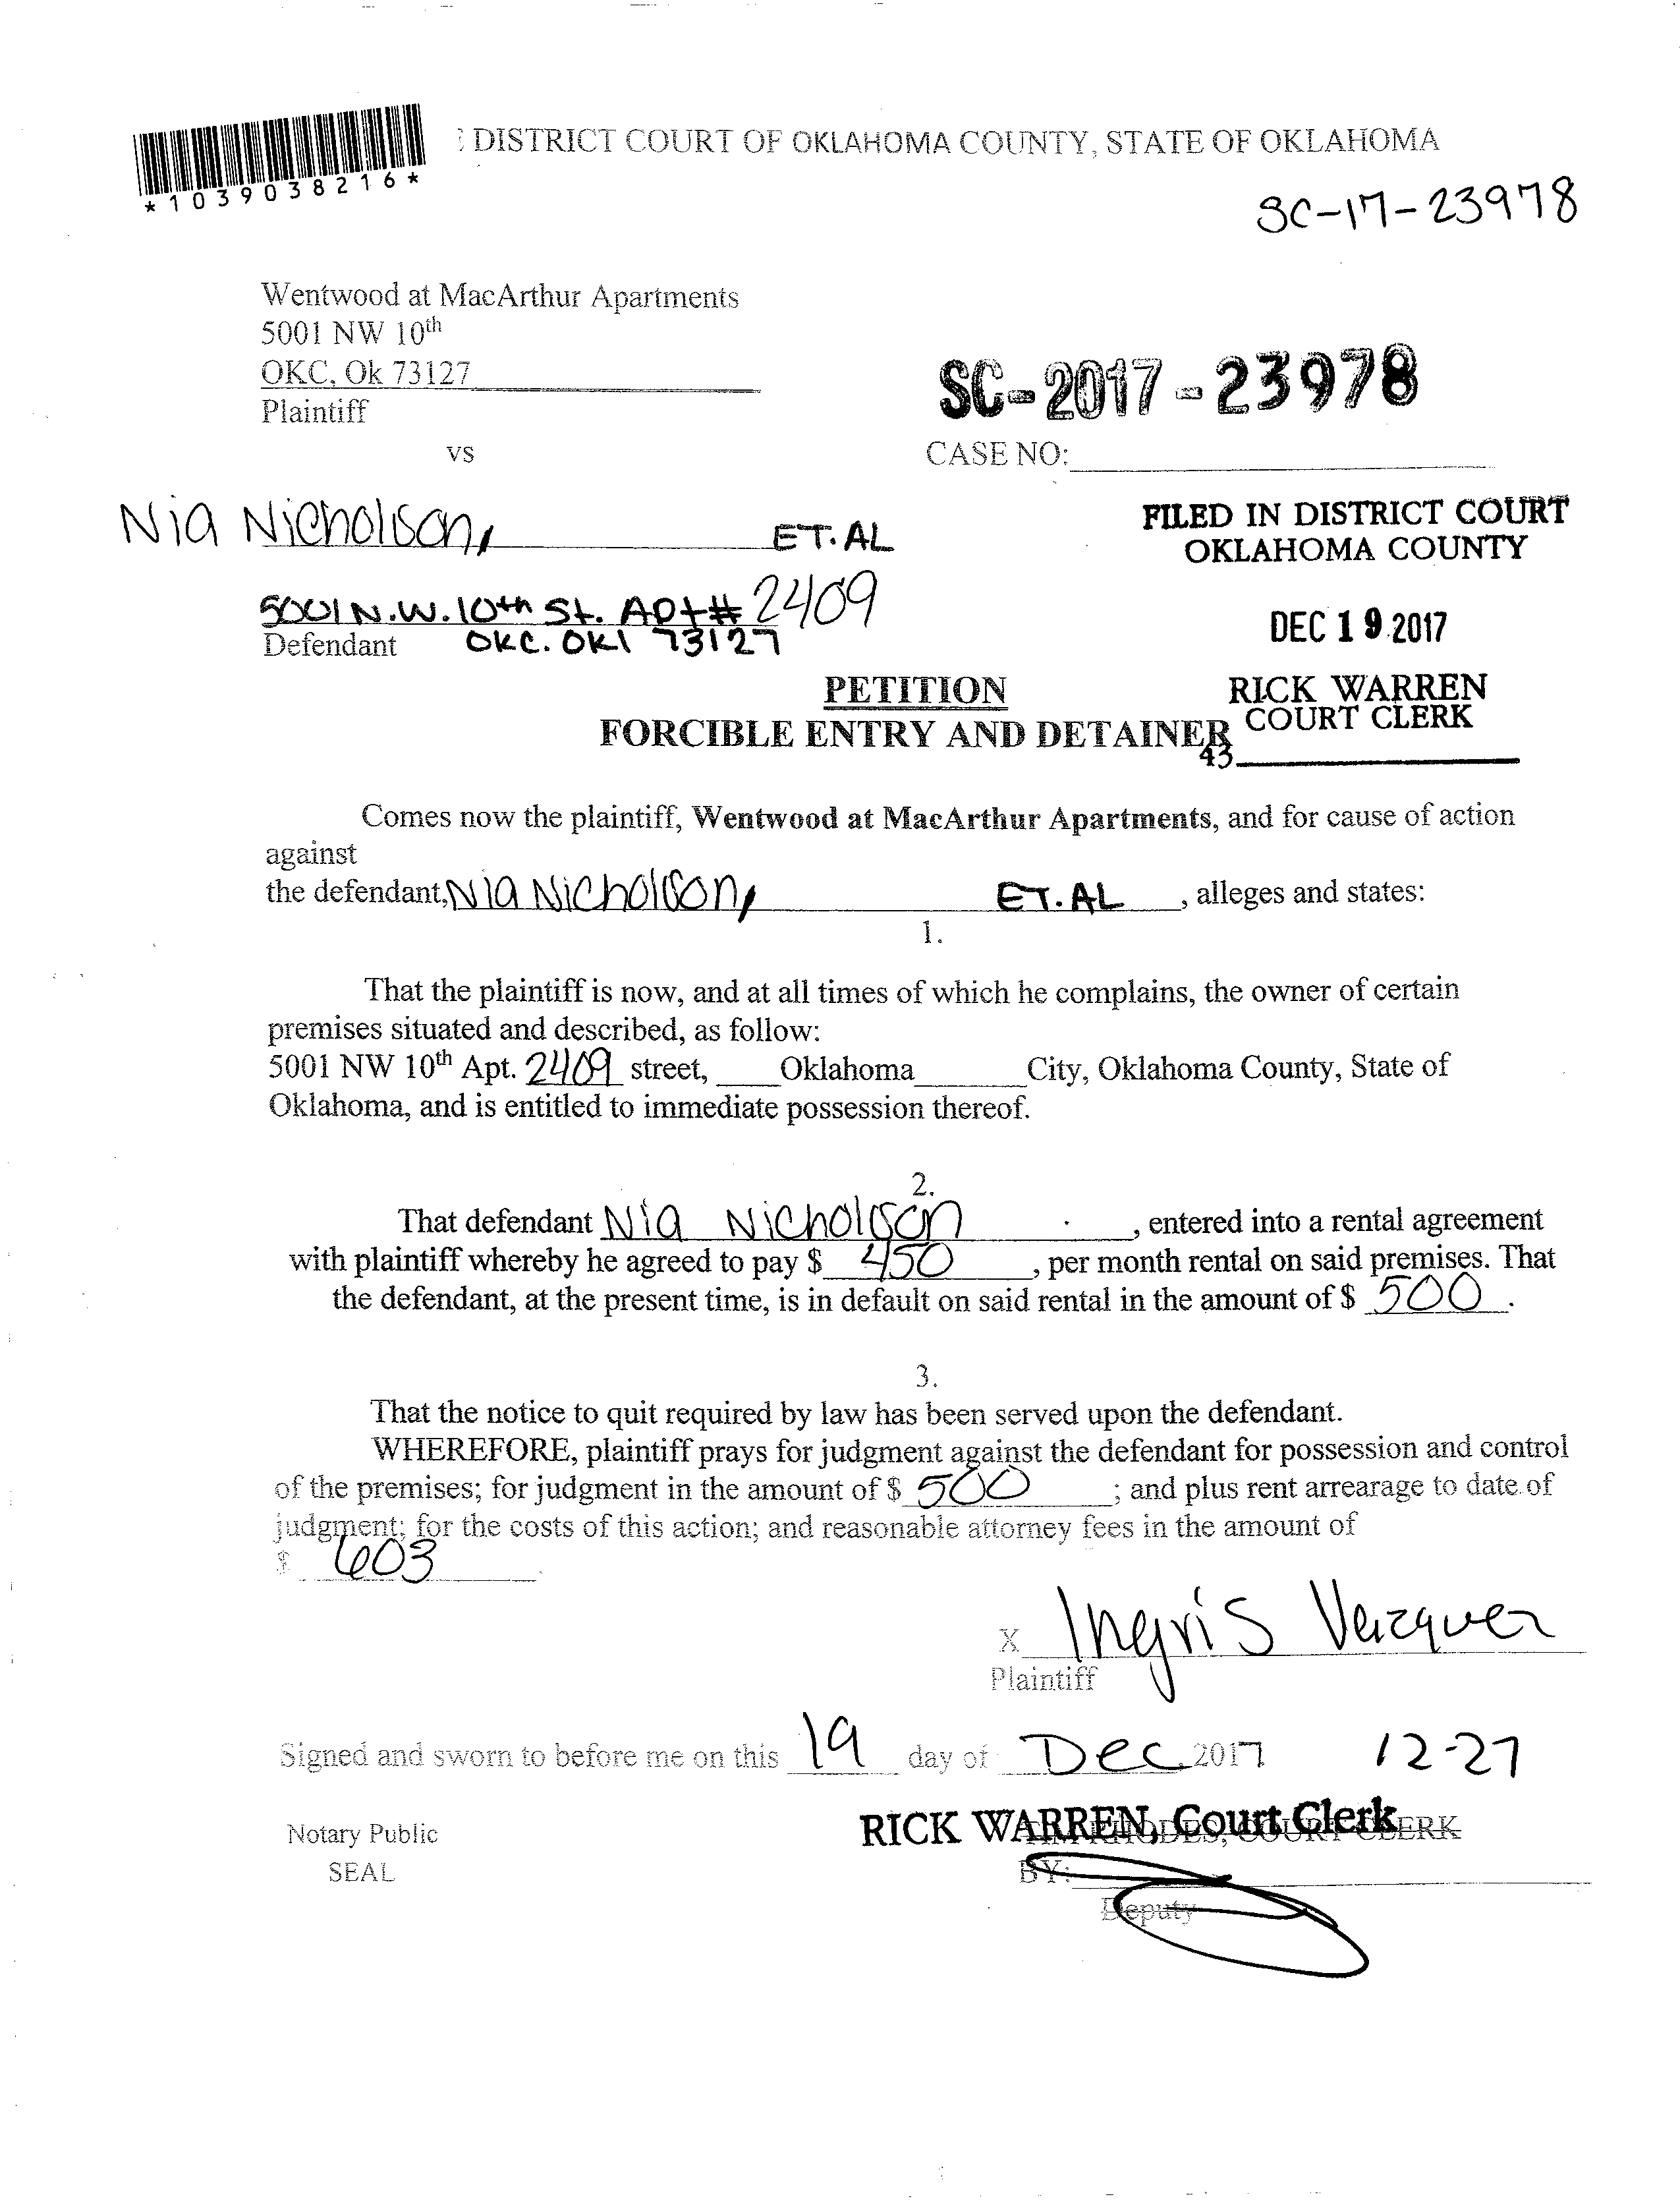 DISTRICT COURT OF OKLAHOMA COUNTY, STATE OF OKLAHOMA
*1039038216*
SC-17-23978
Wentwood at MacArthur Apartments
5001 NW 10th
OKC, Ok 73127
Plaintiff
SC-2017-23978
vs
CASE NO:
Nia Nicholson, ET. AL
FILED IN DISTRICT COURT
OKLAHOMA COUNTY
5001 N.W. 10th St. Apt# 2409
Defendant OKC. OKl 73127
DEC 19 2017
PETITION
RICK WARREN
COURT CLERK
FORCIBLE ENTRY AND DETAINER
43
Comes now the plaintiff, Wentwood at MacArthur Apartments, and for cause of action
against
the defendant, Nia Nicholson, ET. AL , alleges and states:
1.
That the plaintiff is now, and at all times of which he complains, the owner of certain
premises situated and described, as follow:
5001 NW 10th Apt. 2409 street, Oklahoma City, Oklahoma County, State of
Oklahoma, and is entitled to immediate possession thereof.
2.
That defendant Nia Nicholson , entered into a rental agreement
with plaintiff whereby he agreed to pay $ 450 , per month rental on said premises. That
the defendant, at the present time, is in default on said rental in the amount of $ 500 .
3.
That the notice to quit required by law has been served upon the defendant.
WHEREFORE, plaintiff prays for judgment against the defendant for possession and control
of the premises; for judgment in the amount of $ 500 ; and plus rent arrearage to date of
judgment; for the costs of this action; and reasonable attorney fees in the amount of
$ 603
X Ingris Vazquez
Plaintiff
Signed and sworn to before me on this 19 day of Dec 2017 12-27
Notary Public
RICK WARREN, Court Clerk
SEAL
BY:
Deputy